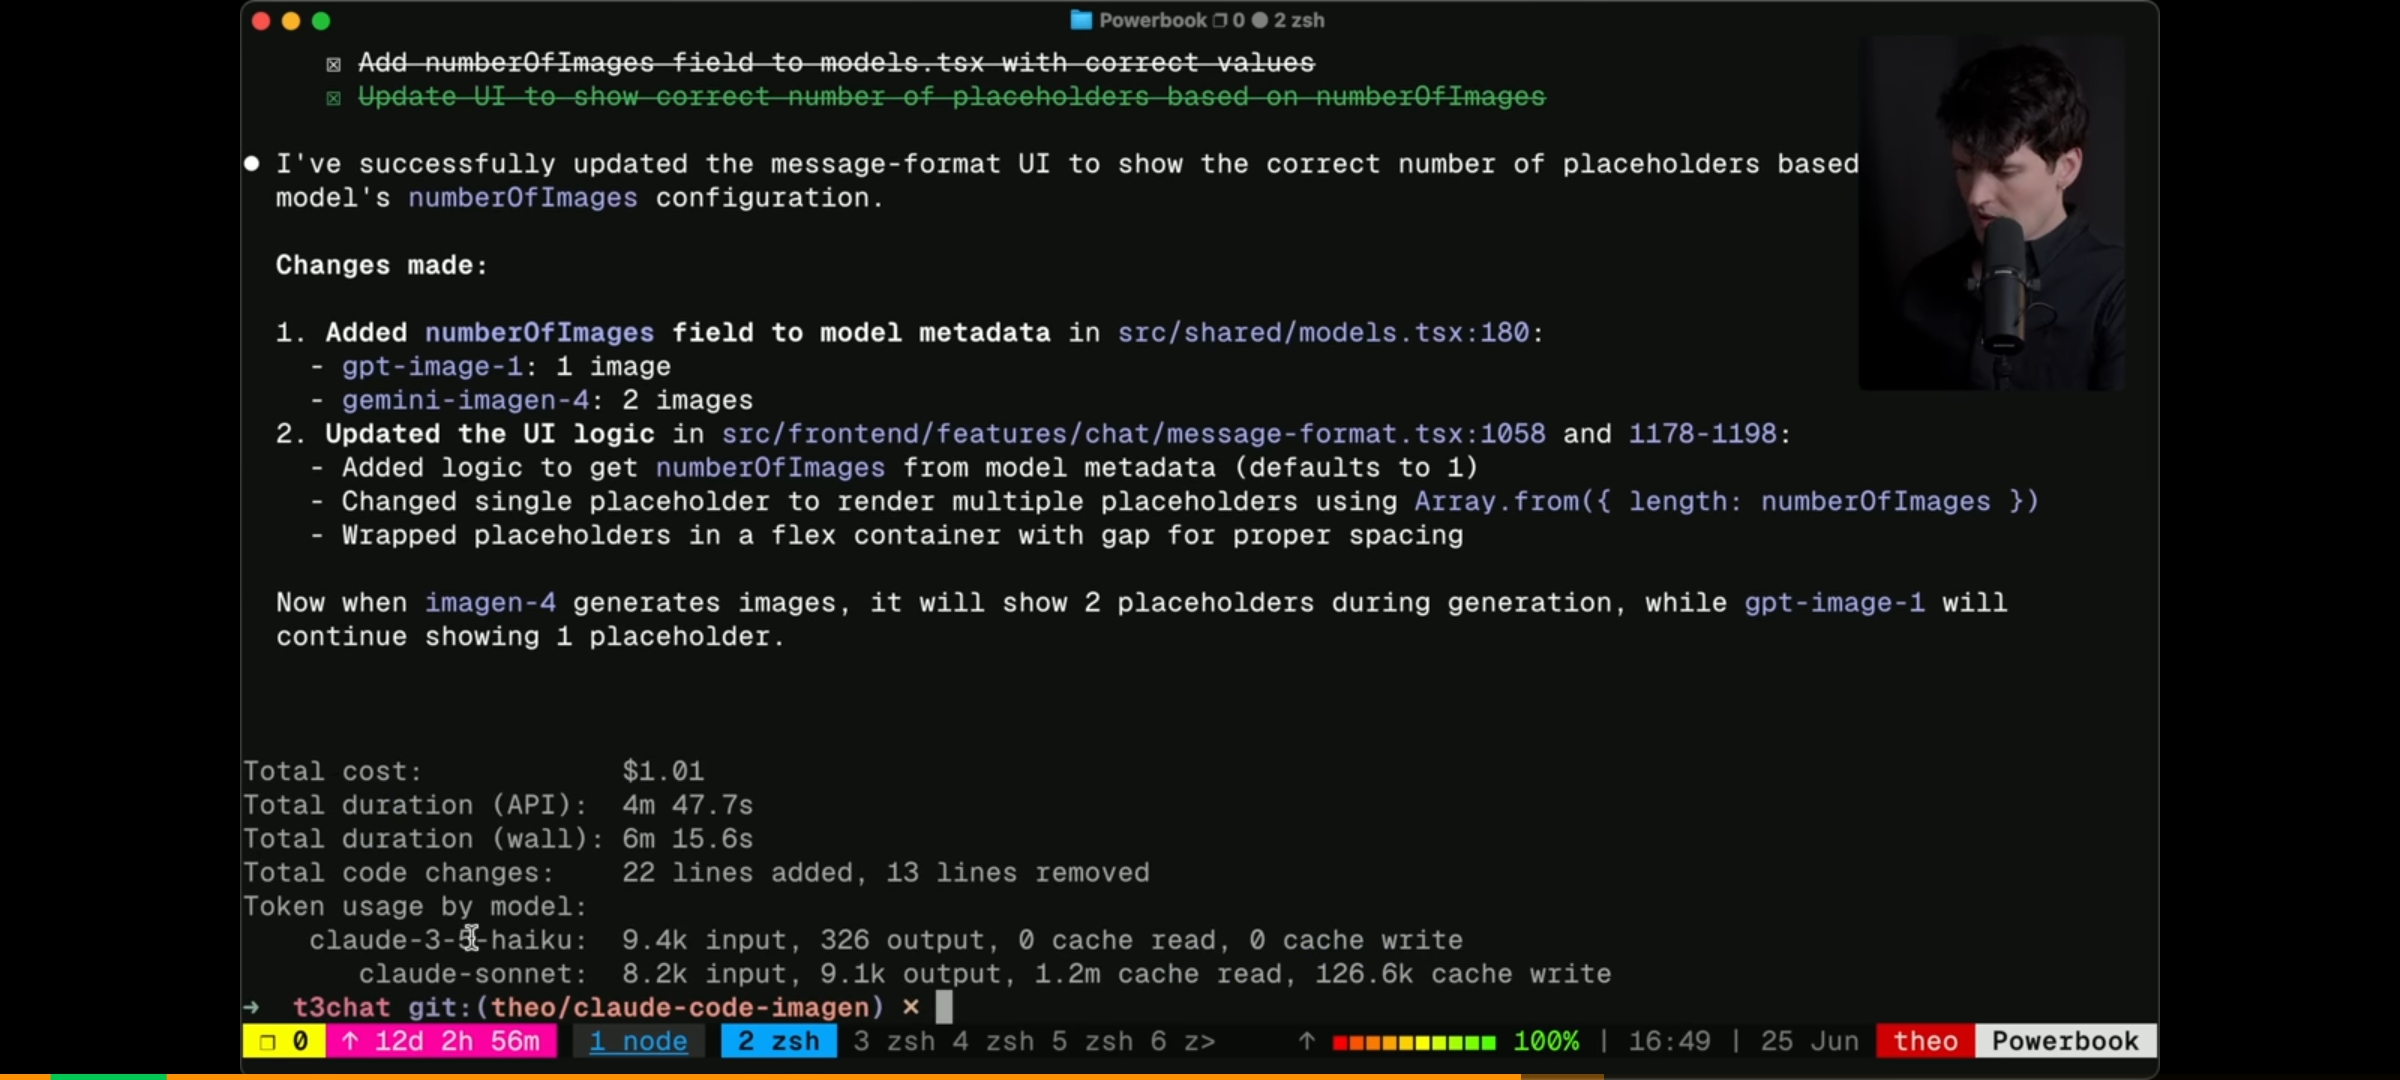 Powerbook ❐ 0 ● 2 zsh
☒ Add numberOfImages field to models.tsx with correct values
☒ Update UI to show correct number of placeholders based on numberOfImages
● I've successfully updated the message-format UI to show the correct number of placeholders based
model's numberOfImages configuration.
Changes made:
1. Added numberOfImages field to model metadata in src/shared/models.tsx:180:
- gpt-image-1: 1 image
- gemini-imagen-4: 2 images
2. Updated the UI logic in src/frontend/features/chat/message-format.tsx:1058 and 1178-1198:
- Added logic to get numberOfImages from model metadata (defaults to 1)
- Changed single placeholder to render multiple placeholders using Array.from({ length: numberOfImages })
- Wrapped placeholders in a flex container with gap for proper spacing
Now when imagen-4 generates images, it will show 2 placeholders during generation, while gpt-image-1 will
continue showing 1 placeholder.
Total cost: $1.01
Total duration (API): 4m 47.7s
Total duration (wall): 6m 15.6s
Total code changes: 22 lines added, 13 lines removed
Token usage by model:
claude-3-5-haiku: 9.4k input, 326 output, 0 cache read, 0 cache write
claude-sonnet: 8.2k input, 9.1k output, 1.2m cache read, 126.6k cache write
➜ t3chat git:(theo/claude-code-imagen) ✗
❐ 0 ↑ 12d 2h 56m 1 node 2 zsh 3 zsh 4 zsh 5 zsh 6 z> ↑ 100% | 16:49 | 25 Jun theo Powerbook